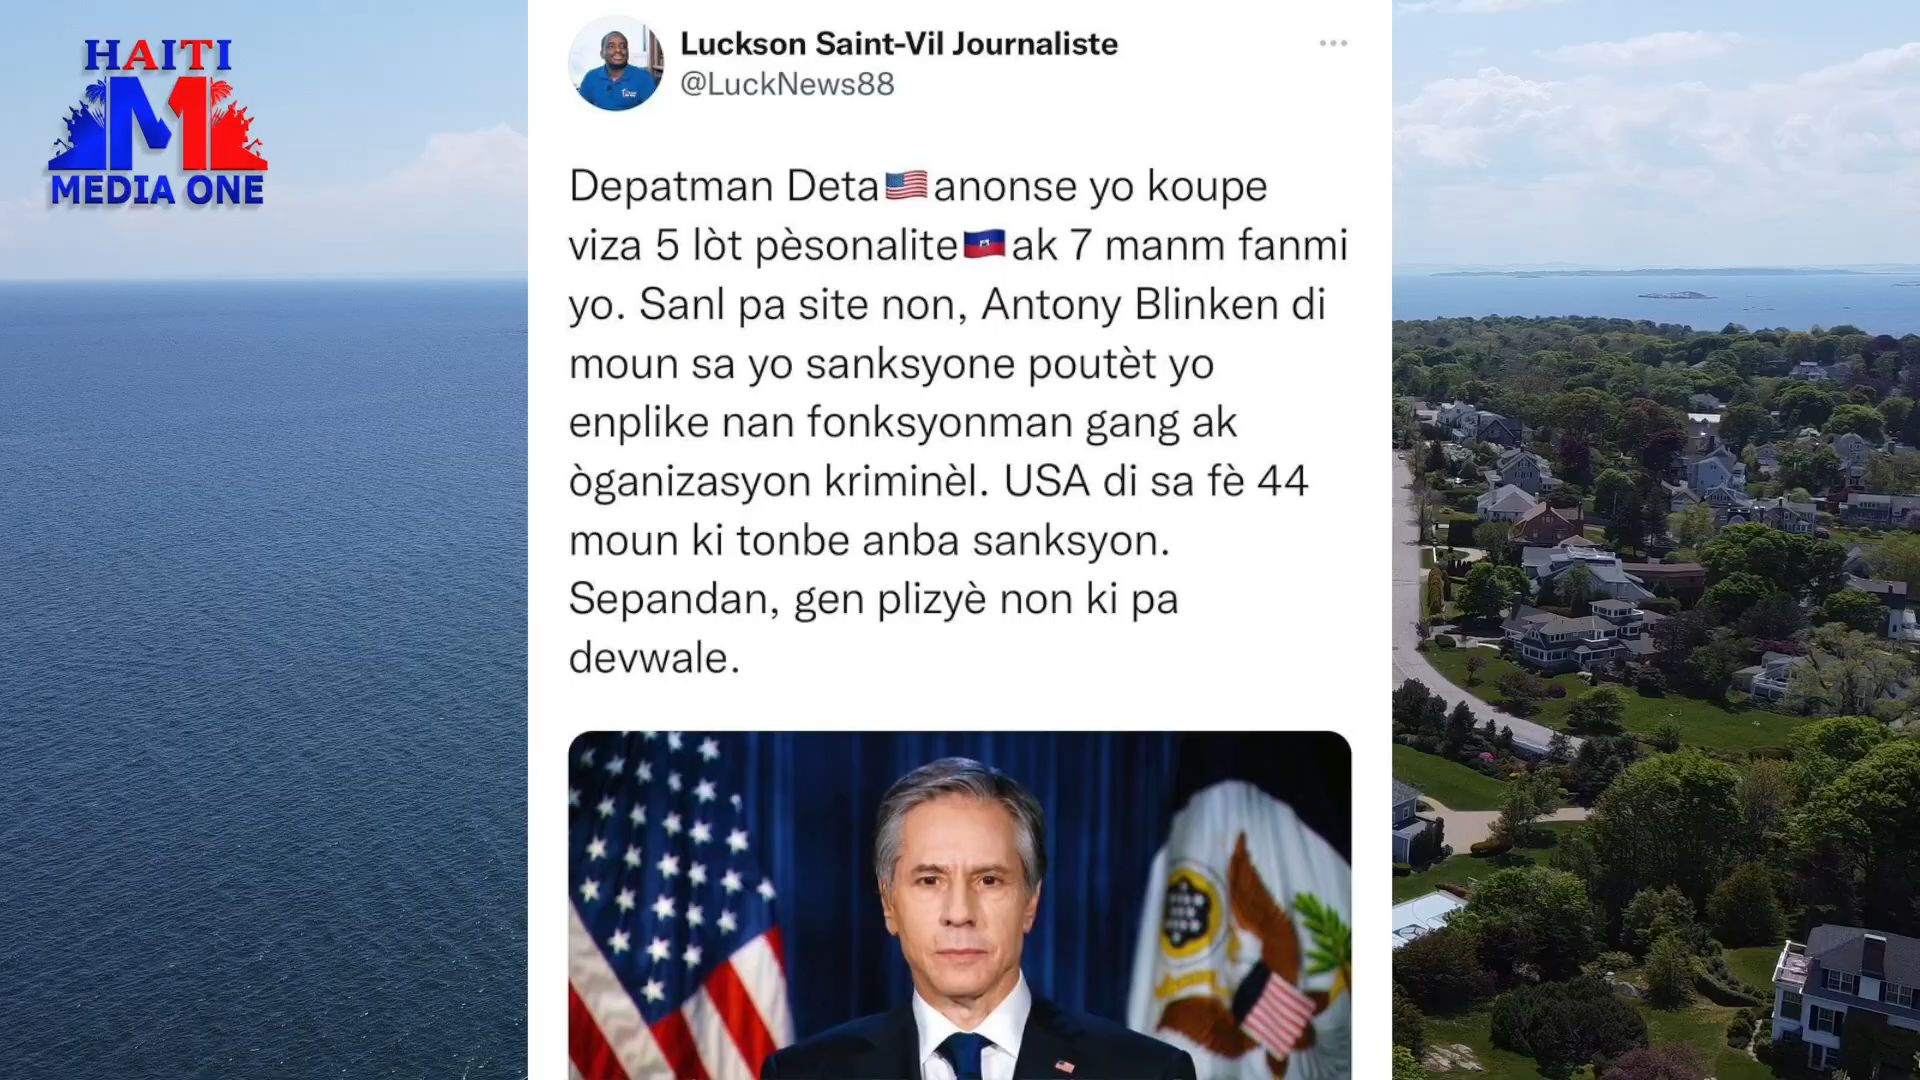 HAITI
M1
MEDIA ONE
Luckson Saint-Vil Journaliste
@LuckNews88
Depatman Deta🇺🇸anonse yo koupe
viza 5 lòt pèsonalite🇭🇹ak 7 manm fanmi
yo. Sanl pa site non, Antony Blinken di
moun sa yo sanksyone poutèt yo
enplike nan fonksyonman gang ak
òganizasyon kriminèl. USA di sa fè 44
moun ki tonbe anba sanksyon.
Sepandan, gen plizyè non ki pa
devwale.